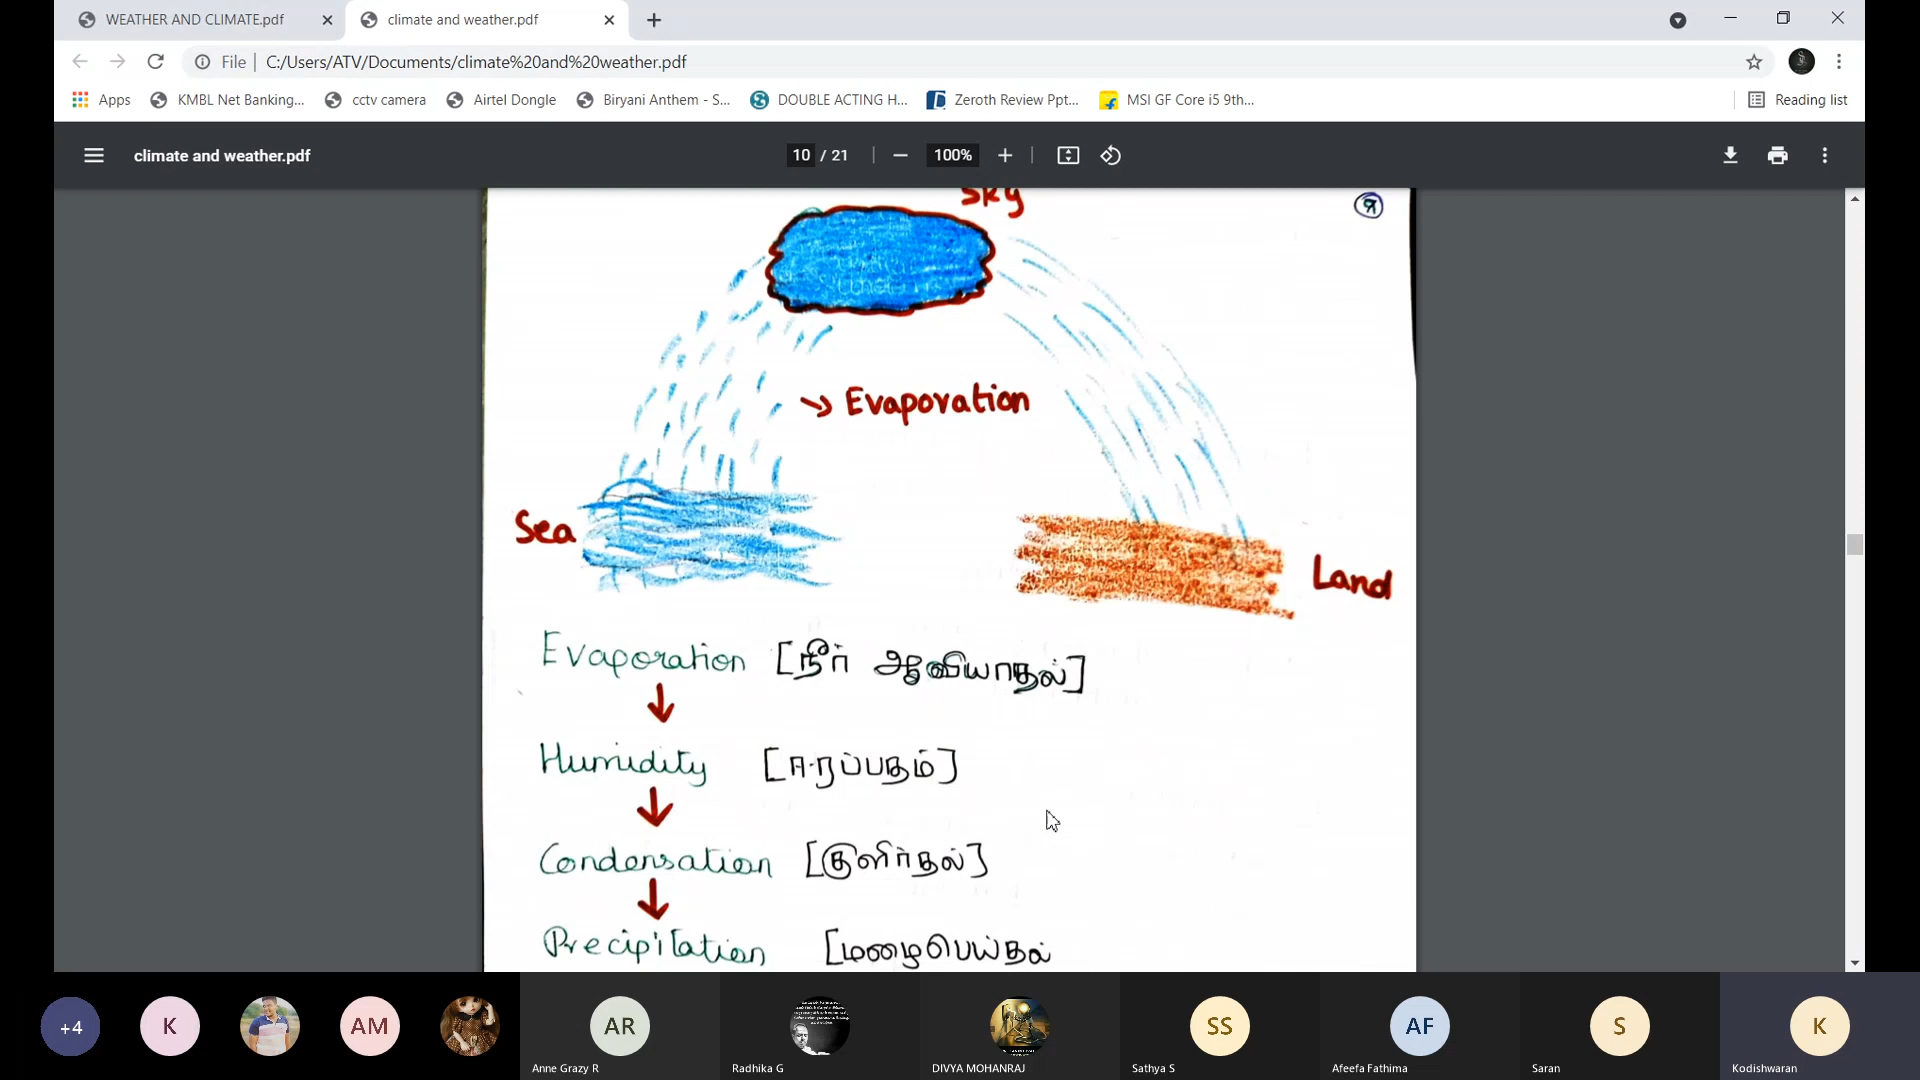 WEATHER AND CLIMATE.pdf
climate and weather.pdf
File
C:/Users/ATV/Documents/climate%20and%20weather.pdf
Apps
KMBL Net Banking...
cctv camera
Airtel Dongle
Biryani Anthem - S...
DOUBLE ACTING H...
Zeroth Review Ppt...
MSI GF Core i5 9th...
Reading list
climate and weather.pdf
10 / 21
100%
Sky
→ Evaporation
Sea
Land
Evaporation [நீர் ஆவியாதல்]
Humidity [ஈரப்பதம்]
Condensation [குளிர்தல்]
Precipitation [மழைபெய்தல்
+4
K
AM
AR
SS
AF
S
K
Anne Grazy R
Radhika G
DIVYA MOHANRAJ
Sathya S
Afeefa Fathima
Saran
Kodishwaran